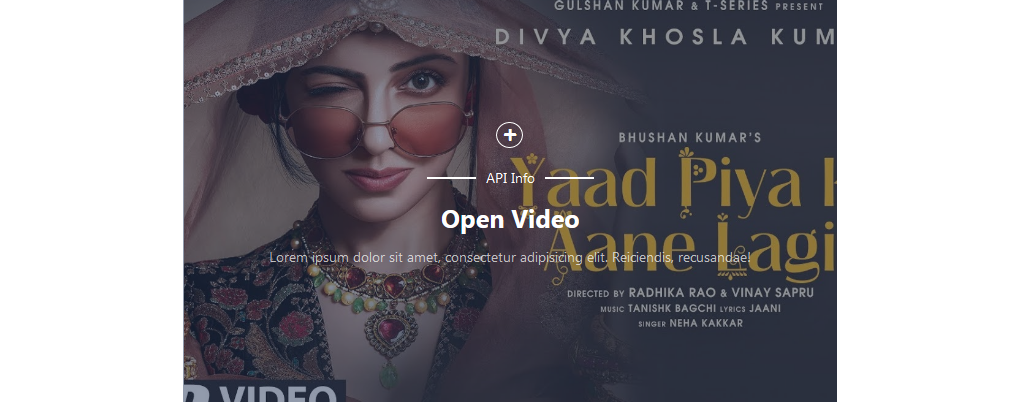 GULSHAN KUMAR & T-SERIES PRESENT
DIVYA KHOSLA KUM
BHUSHAN KUMAR'S
Yaad Piya
Aane Lagi
API Info
Open Video
Lorem ipsum dolor sit amet, consectetur adipisicing elit. Reiciendis, recusandae!
DIRECTED BY RADHIKA RAO & VINAY SAPRU
MUSIC TANISHK BAGCHI LYRICS JAANI
SINGER NEHA KAKKAR
VIDEO